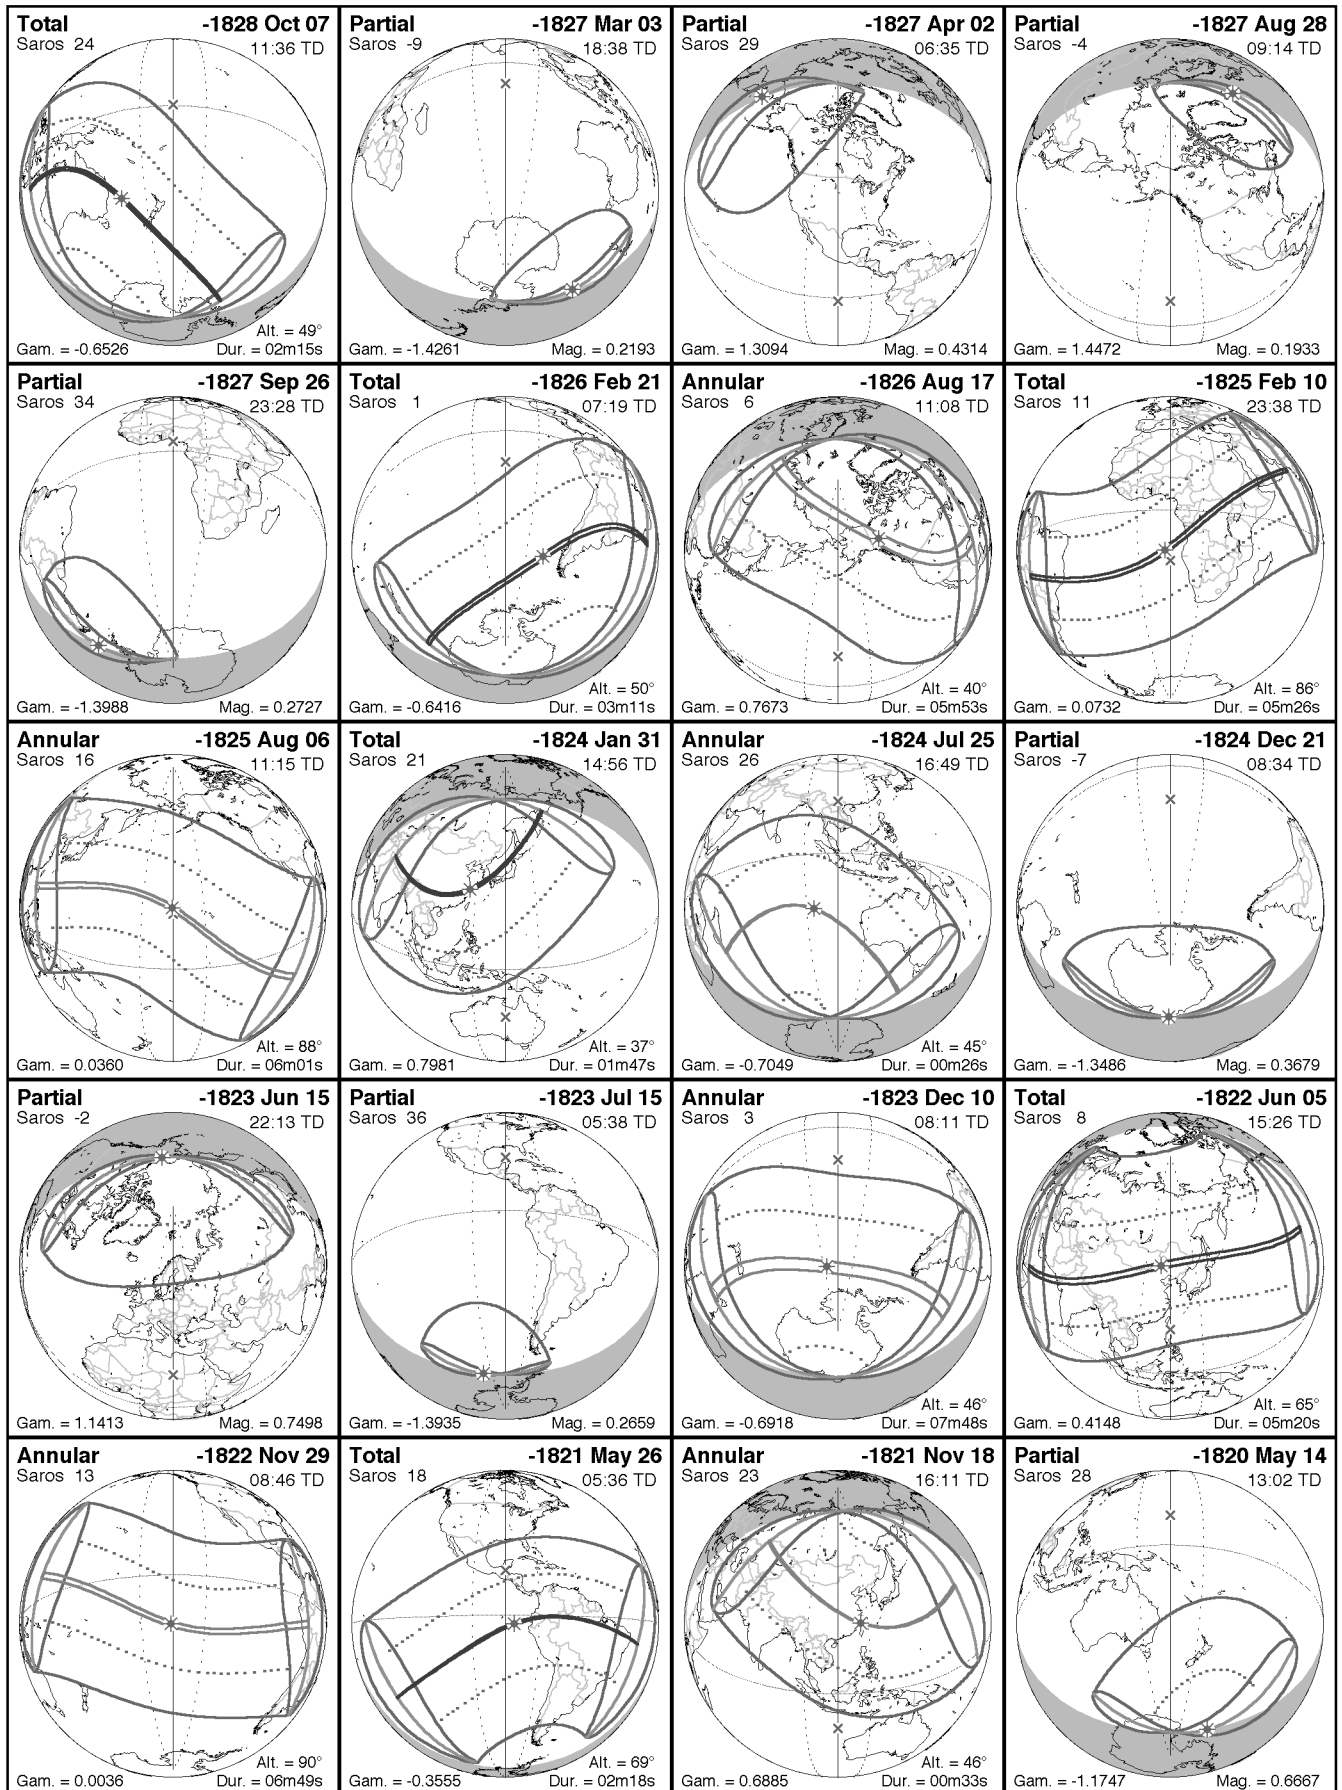 Total -1828 Oct 07
Saros 24 11:36 TD
Alt. = 49°
Gam. = -0.6526 Dur. = 02m15s
Partial -1827 Mar 03
Saros -9 18:38 TD
Gam. = -1.4261 Mag. = 0.2193
Partial -1827 Apr 02
Saros 29 06:35 TD
Gam. = 1.3094 Mag. = 0.4314
Partial -1827 Aug 28
Saros -4 09:14 TD
Gam. = 1.4472 Mag. = 0.1933
Partial -1827 Sep 26
Saros 34 23:28 TD
Gam. = -1.3988 Mag. = 0.2727
Total -1826 Feb 21
Saros 1 07:19 TD
Alt. = 50°
Gam. = -0.6416 Dur. = 03m11s
Annular -1826 Aug 17
Saros 6 11:08 TD
Alt. = 40°
Gam. = 0.7673 Dur. = 05m53s
Total -1825 Feb 10
Saros 11 23:38 TD
Alt. = 86°
Gam. = 0.0732 Dur. = 05m26s
Annular -1825 Aug 06
Saros 16 11:15 TD
Alt. = 88°
Gam. = 0.0360 Dur. = 06m01s
Total -1824 Jan 31
Saros 21 14:56 TD
Alt. = 37°
Gam. = 0.7981 Dur. = 01m47s
Annular -1824 Jul 25
Saros 26 16:49 TD
Alt. = 45°
Gam. = -0.7049 Dur. = 00m26s
Partial -1824 Dec 21
Saros -7 08:34 TD
Gam. = -1.3486 Mag. = 0.3679
Partial -1823 Jun 15
Saros -2 22:13 TD
Gam. = 1.1413 Mag. = 0.7498
Partial -1823 Jul 15
Saros 36 05:38 TD
Gam. = -1.3935 Mag. = 0.2659
Annular -1823 Dec 10
Saros 3 08:11 TD
Alt. = 46°
Gam. = -0.6918 Dur. = 07m48s
Total -1822 Jun 05
Saros 8 15:26 TD
Alt. = 65°
Gam. = 0.4148 Dur. = 05m20s
Annular -1822 Nov 29
Saros 13 08:46 TD
Alt. = 90°
Gam. = 0.0036 Dur. = 06m49s
Total -1821 May 26
Saros 18 05:36 TD
Alt. = 69°
Gam. = -0.3555 Dur. = 02m18s
Annular -1821 Nov 18
Saros 23 16:11 TD
Alt. = 46°
Gam. = 0.6885 Dur. = 00m33s
Partial -1820 May 14
Saros 28 13:02 TD
Gam. = -1.1747 Mag. = 0.6667